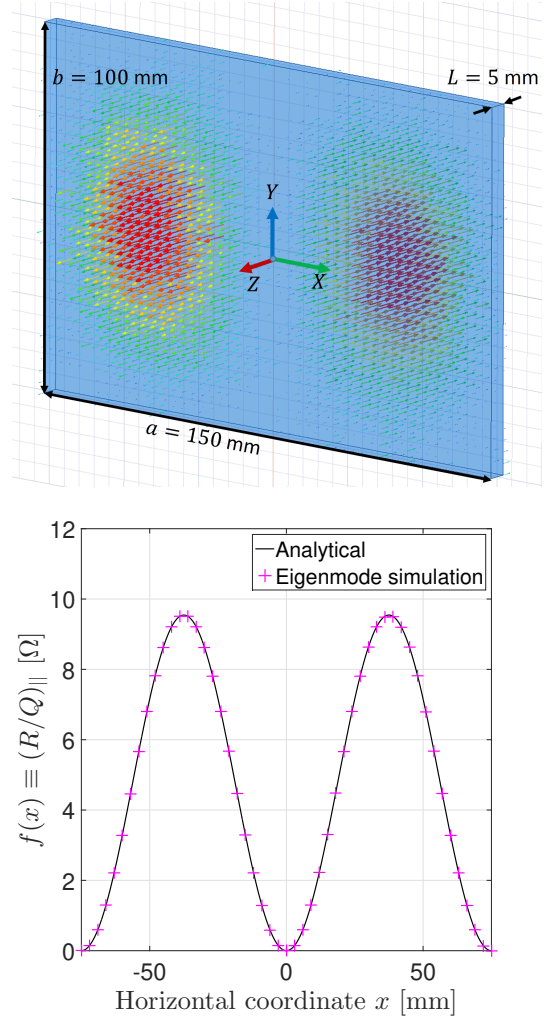 b = 100 mm
L = 5 mm
Y
Z
X
a = 150 mm
12
10
8
6
4
2
0
-50
0
50
Analytical
Eigenmode simulation
f(x) ≡ (R/Q)∥ [Ω]
Horizontal coordinate x [mm]